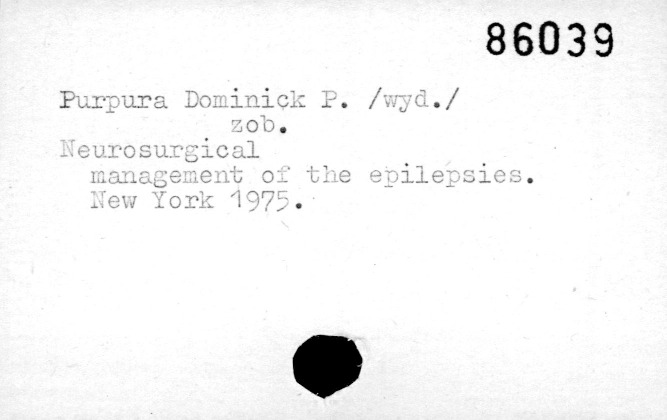 86039
Purpura Dominick P. /wyd./
zob.
Neurosurgical
management of the epilepsies.
New York 1975.